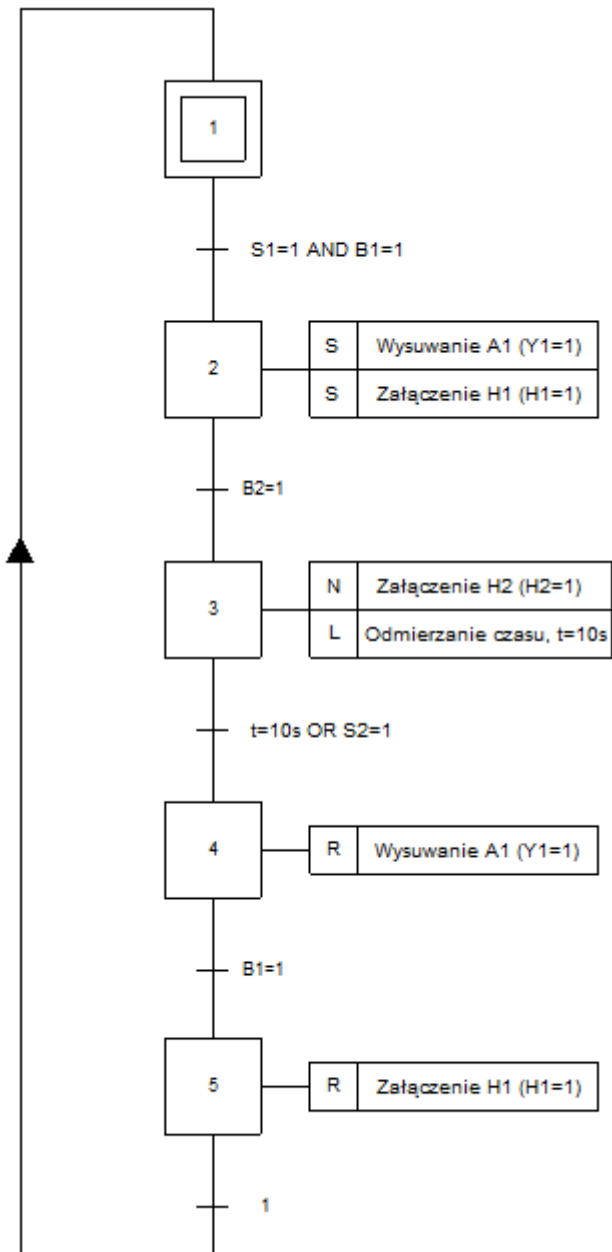 1
S1=1 AND B1=1
2
S Wysuwanie A1 (Y1=1)
S Załączenie H1 (H1=1)
B2=1
3
N Załączenie H2 (H2=1)
L Odmierzanie czasu, t=10s
t=10s OR S2=1
4
R Wysuwanie A1 (Y1=1)
B1=1
5
R Załączenie H1 (H1=1)
1